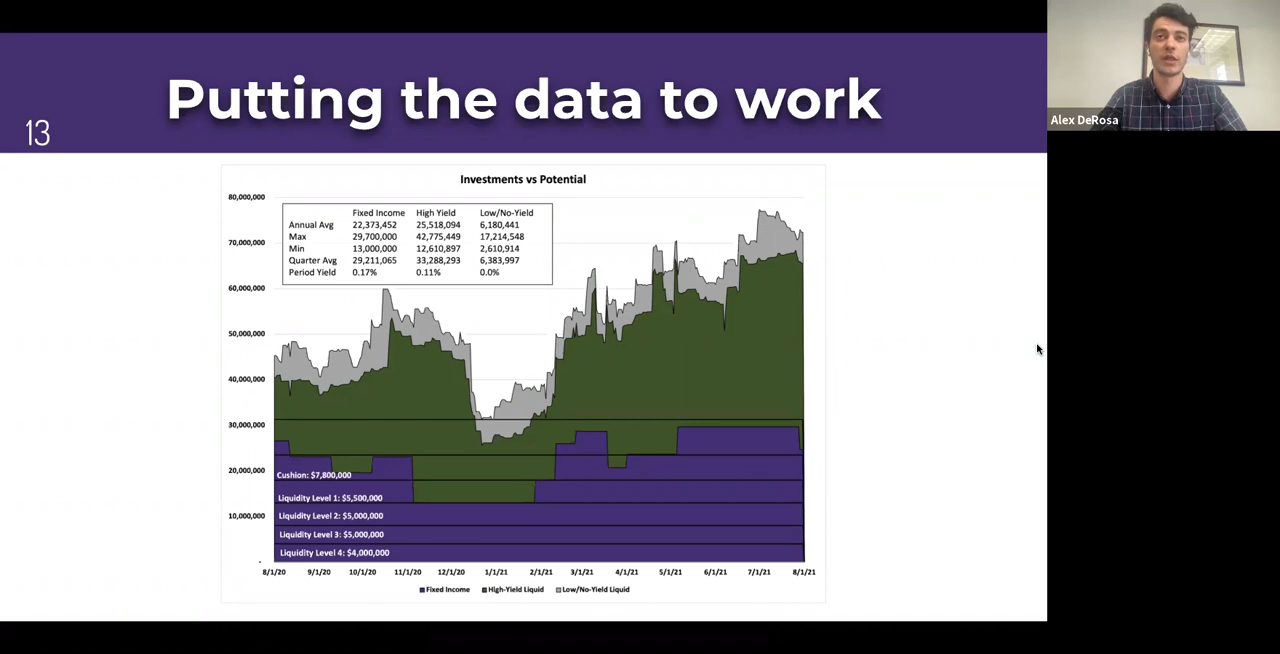 Putting the data to work
13
Alex DeRosa
Investments vs Potential
80,000,000
70,000,000
60,000,000
50,000,000
40,000,000
30,000,000
20,000,000
10,000,000
-
Fixed Income High Yield Low/No-Yield
Annual Avg 22,373,452 25,518,094 6,180,441
Max 29,700,000 42,775,449 17,214,548
Min 13,000,000 12,610,897 2,610,914
Quarter Avg 29,211,065 33,288,293 6,383,997
Period Yield 0.17% 0.11% 0.0%
Cushion: $7,800,000
Liquidity Level 1: $5,500,000
Liquidity Level 2: $5,000,000
Liquidity Level 3: $5,000,000
Liquidity Level 4: $4,000,000
8/1/20 9/1/20 10/1/20 11/1/20 12/1/20 1/1/21 2/1/21 3/1/21 4/1/21 5/1/21 6/1/21 7/1/21 8/1/21
Fixed Income High-Yield Liquid Low/No-Yield Liquid